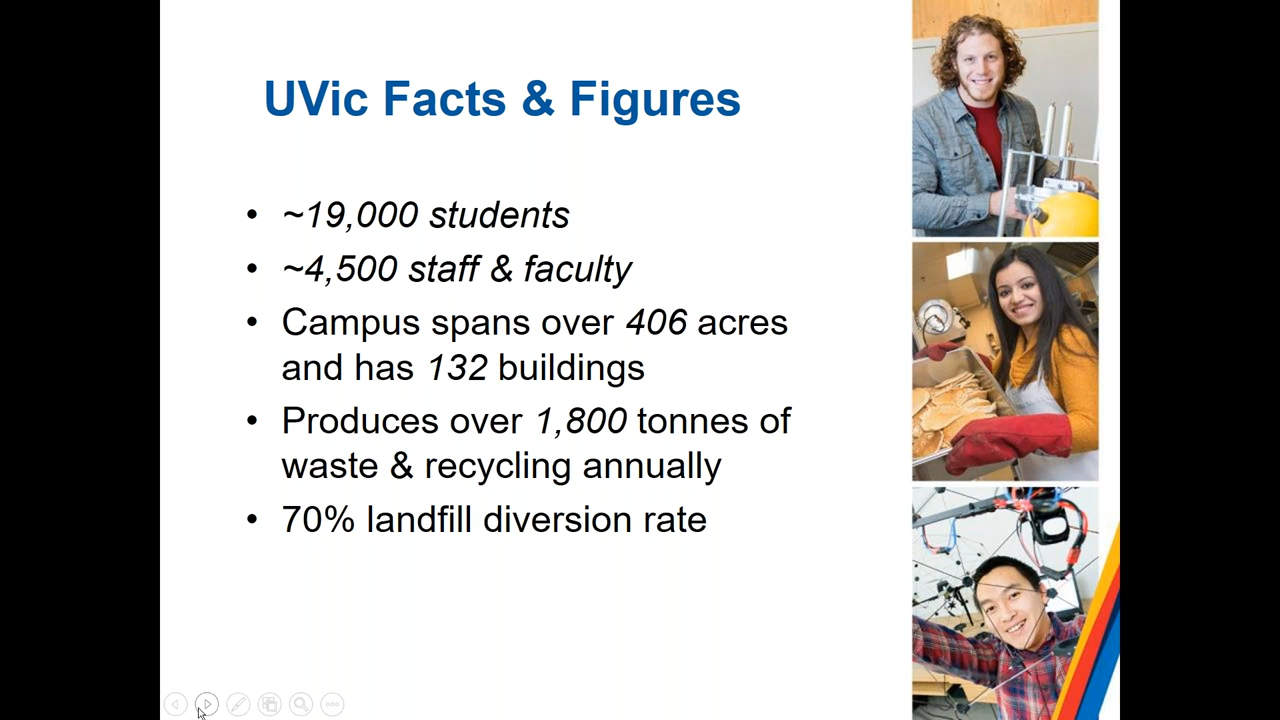 UVic Facts & Figures
• ~19,000 students
• ~4,500 staff & faculty
• Campus spans over 406 acres
and has 132 buildings
• Produces over 1,800 tonnes of
waste & recycling annually
• 70% landfill diversion rate